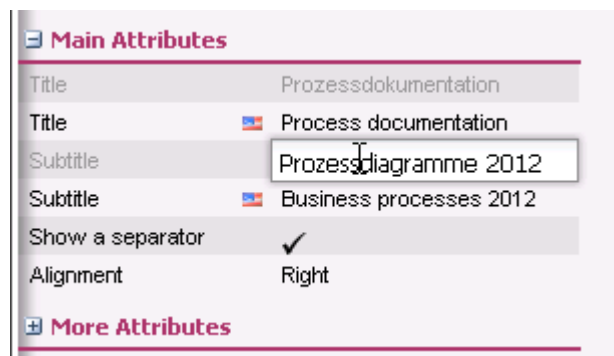 Main Attributes
Title Prozessdokumentation
Title Process documentation
Subtitle Prozessdiagramme 2012
Subtitle Business processes 2012
Show a separator ✓
Alignment Right
More Attributes